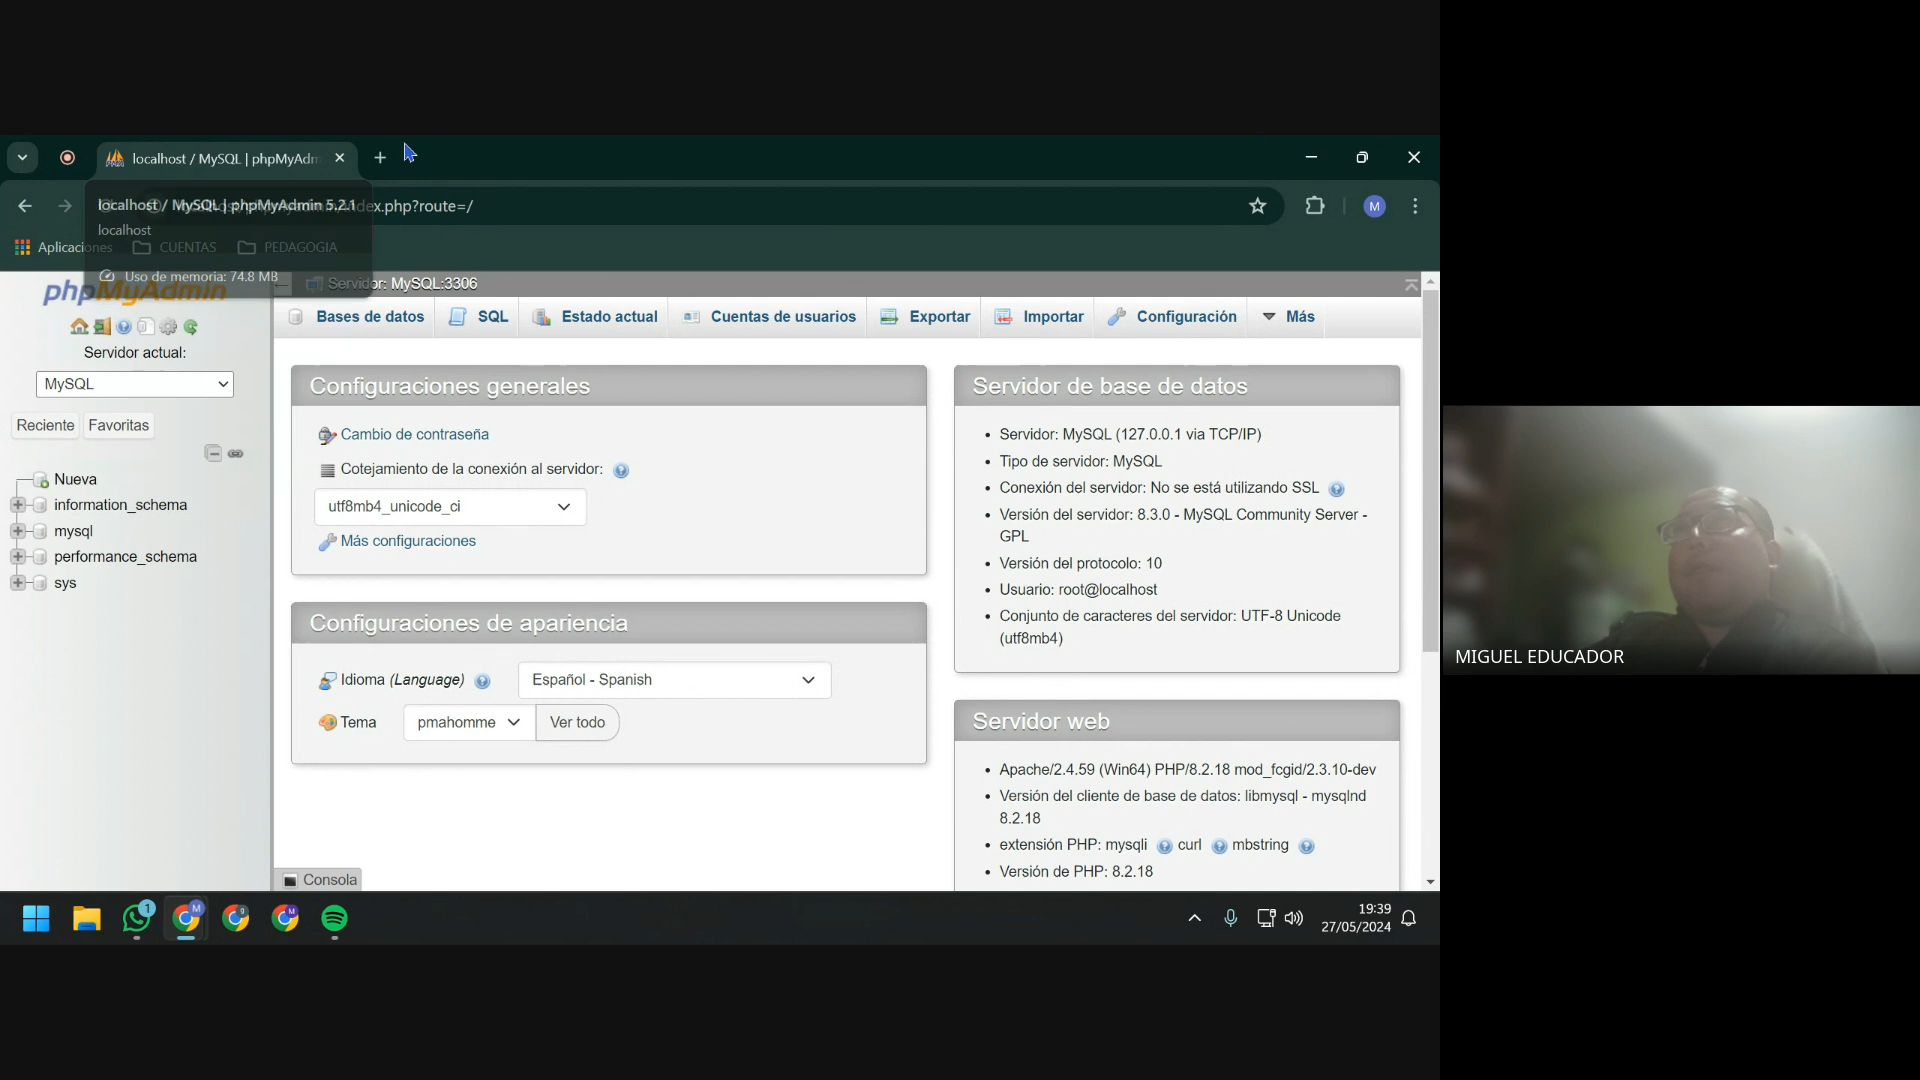 localhost / MySQL | phpMyAdm
localhost / MySQL | phpMyAdmin 5.2.1
index.php?route=/
localhost
Aplicaciones
CUENTAS
PEDAGOGIA
Uso de memoria: 74.8 MB
M
phpMyAdmin
Servidor: MySQL:3306
Bases de datos
SQL
Estado actual
Cuentas de usuarios
Exportar
Importar
Configuración
Más
Servidor actual:
MySQL
Reciente
Favoritas
Nueva
information_schema
mysql
performance_schema
sys
Configuraciones generales
Cambio de contraseña
Cotejamiento de la conexión al servidor:
utf8mb4_unicode_ci
Más configuraciones
Configuraciones de apariencia
Idioma (Language)
Español - Spanish
Tema
pmahomme
Ver todo
Servidor de base de datos
Servidor: MySQL (127.0.0.1 via TCP/IP)
Tipo de servidor: MySQL
Conexión del servidor: No se está utilizando SSL
Versión del servidor: 8.3.0 - MySQL Community Server -
GPL
Versión del protocolo: 10
Usuario: root@localhost
Conjunto de caracteres del servidor: UTF-8 Unicode
(utf8mb4)
Servidor web
Apache/2.4.59 (Win64) PHP/8.2.18 mod_fcgid/2.3.10-dev
Versión del cliente de base de datos: libmysql - mysqlnd
8.2.18
extensión PHP: mysqli curl mbstring
Versión de PHP: 8.2.18
Consola
1
19:39
27/05/2024
MIGUEL EDUCADOR